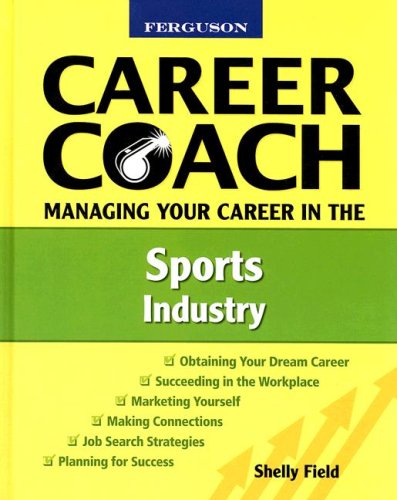 FERGUSON
CAREER
COACH
MANAGING YOUR CAREER IN THE
Sports
Industry
Obtaining Your Dream Career
Succeeding in the Workplace
Marketing Yourself
Making Connections
Job Search Strategies
Planning for Success
Shelly Field